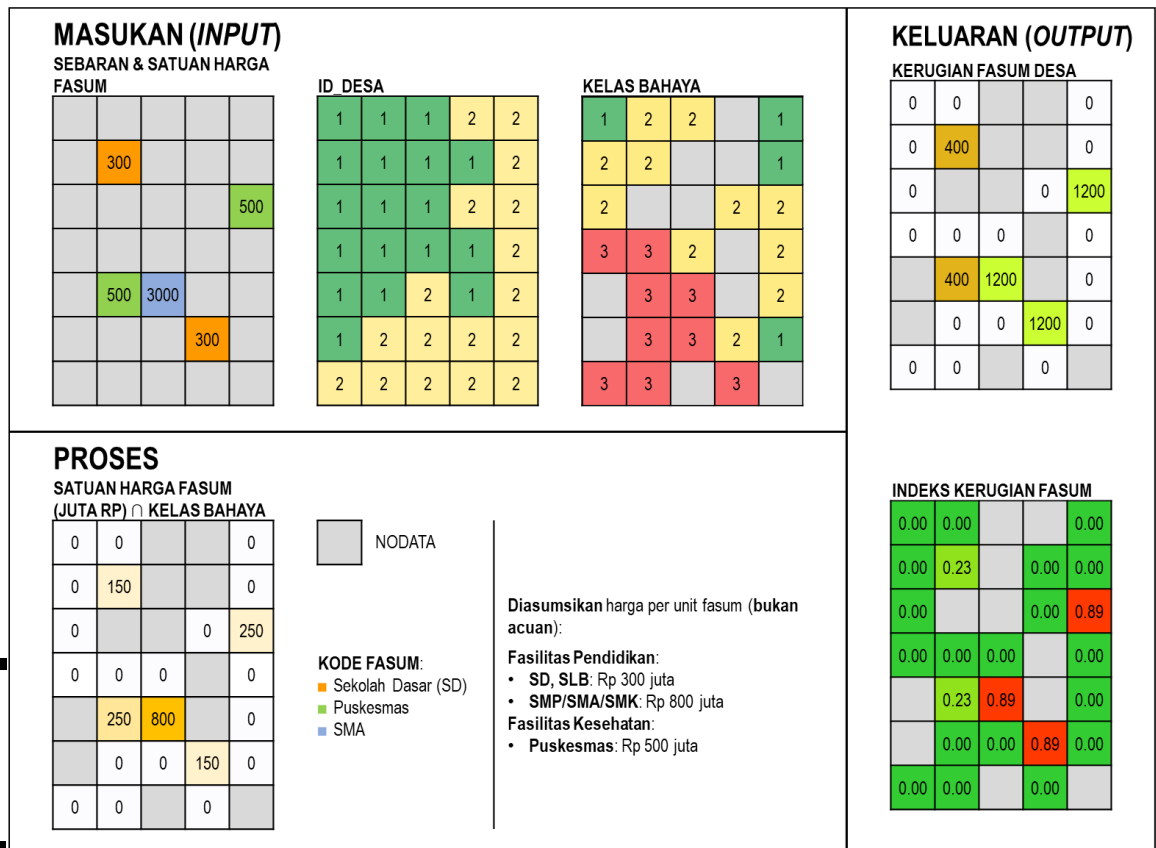 MASUKAN (INPUT)
SEBARAN & SATUAN HARGA
FASUM
300
500
500 3000
300
ID_DESA
1 1 1 2 2
1 1 1 1 2
1 1 1 2 2
1 1 1 1 2
1 1 2 1 2
1 2 2 2 2
2 2 2 2 2
KELAS BAHAYA
1 2 2 1
2 2 1
2 2 2
3 3 2 2
3 3 2
3 3 2 1
3 3 3
KELUARAN (OUTPUT)
KERUGIAN FASUM DESA
0 0 0
0 400 0
0 0 1200
0 0 0 0
400 1200 0
0 0 1200 0
0 0 0
PROSES
SATUAN HARGA FASUM
(JUTA RP) ∩ KELAS BAHAYA
0 0 0
0 150 0
0 0 250
0 0 0 0
250 800 0
0 0 150 0
0 0 0
NODATA
KODE FASUM:
Sekolah Dasar (SD)
Puskesmas
SMA
Diasumsikan harga per unit fasum (bukan
acuan):
Fasilitas Pendidikan:
• SD, SLB: Rp 300 juta
• SMP/SMA/SMK: Rp 800 juta
Fasilitas Kesehatan:
• Puskesmas: Rp 500 juta
INDEKS KERUGIAN FASUM
0.00 0.00 0.00
0.00 0.23 0.00 0.00
0.00 0.00 0.89
0.00 0.00 0.00 0.00
0.23 0.89 0.00
0.00 0.00 0.89 0.00
0.00 0.00 0.00